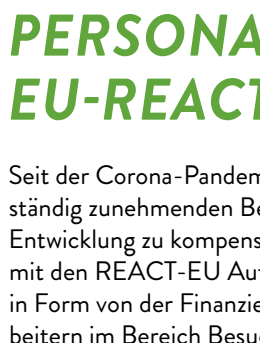 PERSONA
EU-REACT
Seit der Corona-Pandem
ständig zunehmenden Be
Entwicklung zu kompens
mit den REACT-EU Auf
in Form von der Finanzie
beitern im Bereich Besu